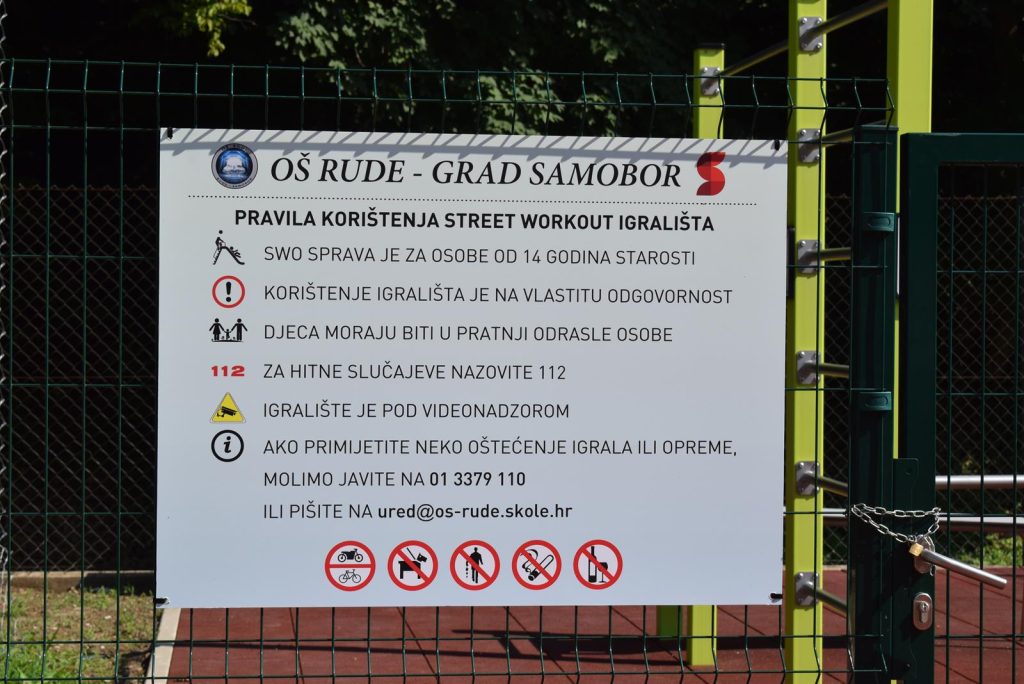 OŠ RUDE - GRAD SAMOBOR
PRAVILA KORIŠTENJA STREET WORKOUT IGRALIŠTA
SWO SPRAVA JE ZA OSOBE OD 14 GODINA STAROSTI
KORIŠTENJE IGRALIŠTA JE NA VLASTITU ODGOVORNOST
DJECA MORAJU BITI U PRATNJI ODRASLE OSOBE
112 ZA HITNE SLUČAJEVE NAZOVITE 112
IGRALIŠTE JE POD VIDEONADZOROM
AKO PRIMIJETITE NEKO OŠTEĆENJE IGRALA ILI OPREME,
MOLIMO JAVITE NA 01 3379 110
ILI PIŠITE NA ured@os-rude.skole.hr